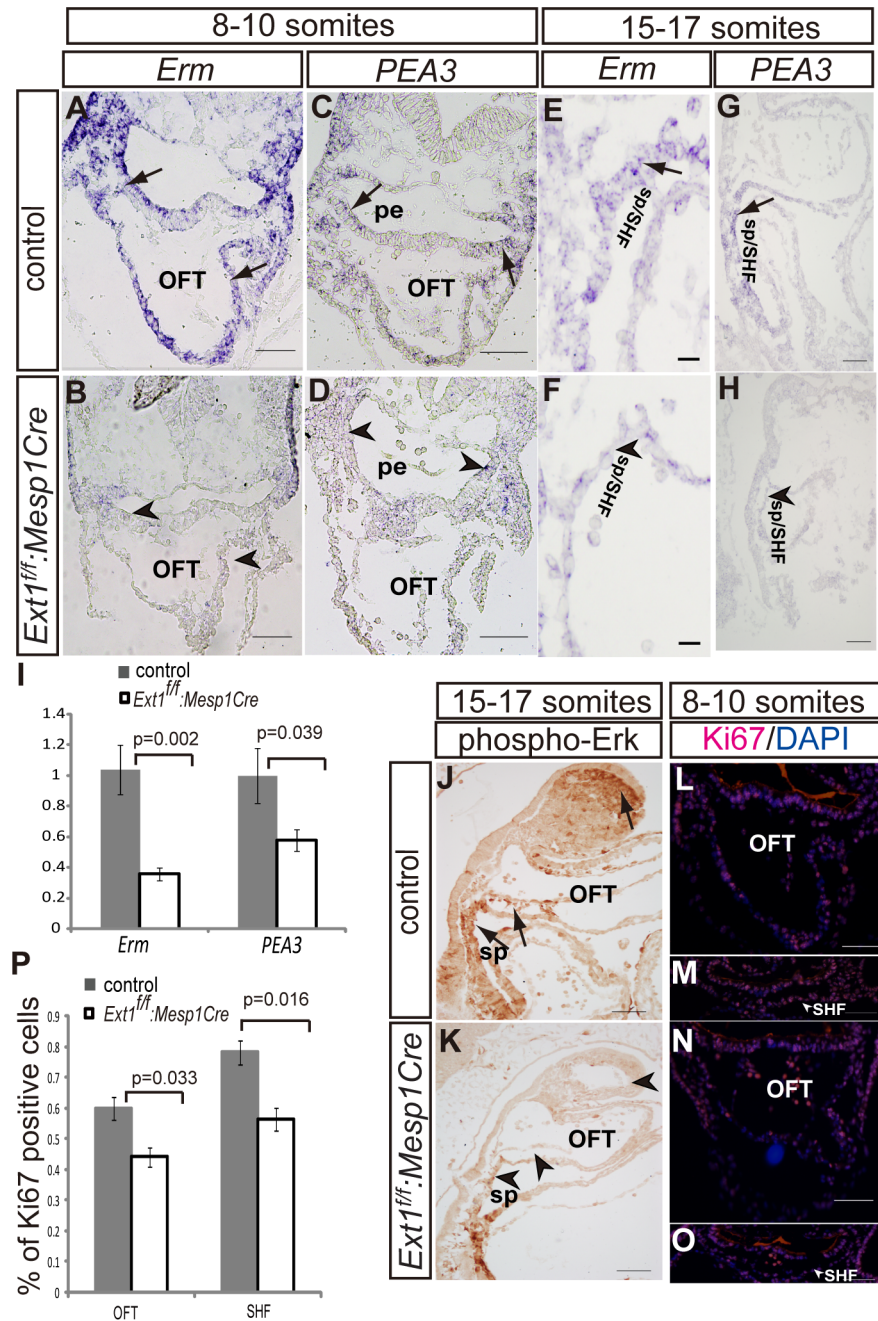 8-10 somites
15-17 somites
Erm
PEA3
Erm
PEA3
control
A
OFT
C
pe
OFT
E
sp/SHF
G
sp/SHF
Ext1f/f:Mesp1Cre
B
OFT
D
pe
OFT
F
sp/SHF
H
sp/SHF
I
control
Ext1f/f:Mesp1Cre
1.4
1.2
1
0.8
0.6
0.4
0.2
0
p=0.002
p=0.039
Erm
PEA3
15-17 somites
8-10 somites
phospho-Erk
Ki67/DAPI
control
J
OFT
sp
L
OFT
M
SHF
Ext1f/f:Mesp1Cre
K
OFT
sp
N
OFT
O
SHF
P
control
Ext1f/f:Mesp1Cre
% of Ki67 positive cells
0.9
0.8
0.7
0.6
0.5
0.4
0.3
0.2
0.1
0
p=0.033
p=0.016
OFT
SHF